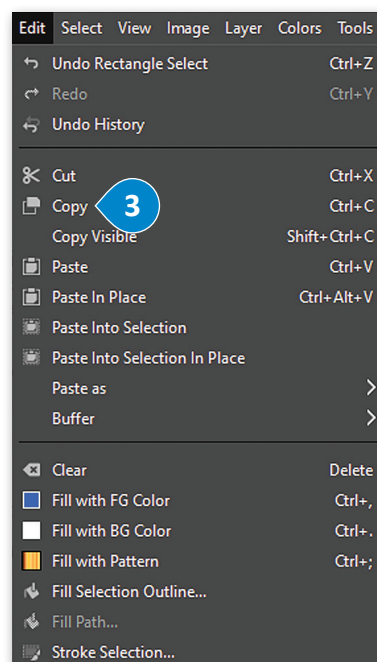 Edit Select View Image Layer Colors Tools
Undo Rectangle Select Ctrl+Z
Redo Ctrl+Y
Undo History
Cut Ctrl+X
Copy 3 Ctrl+C
Copy Visible Shift+Ctrl+C
Paste Ctrl+V
Paste In Place Ctrl+Alt+V
Paste Into Selection
Paste Into Selection In Place
Paste as
Buffer
Clear Delete
Fill with FG Color Ctrl+,
Fill with BG Color Ctrl+.
Fill with Pattern Ctrl+;
Fill Selection Outline...
Fill Path...
Stroke Selection...